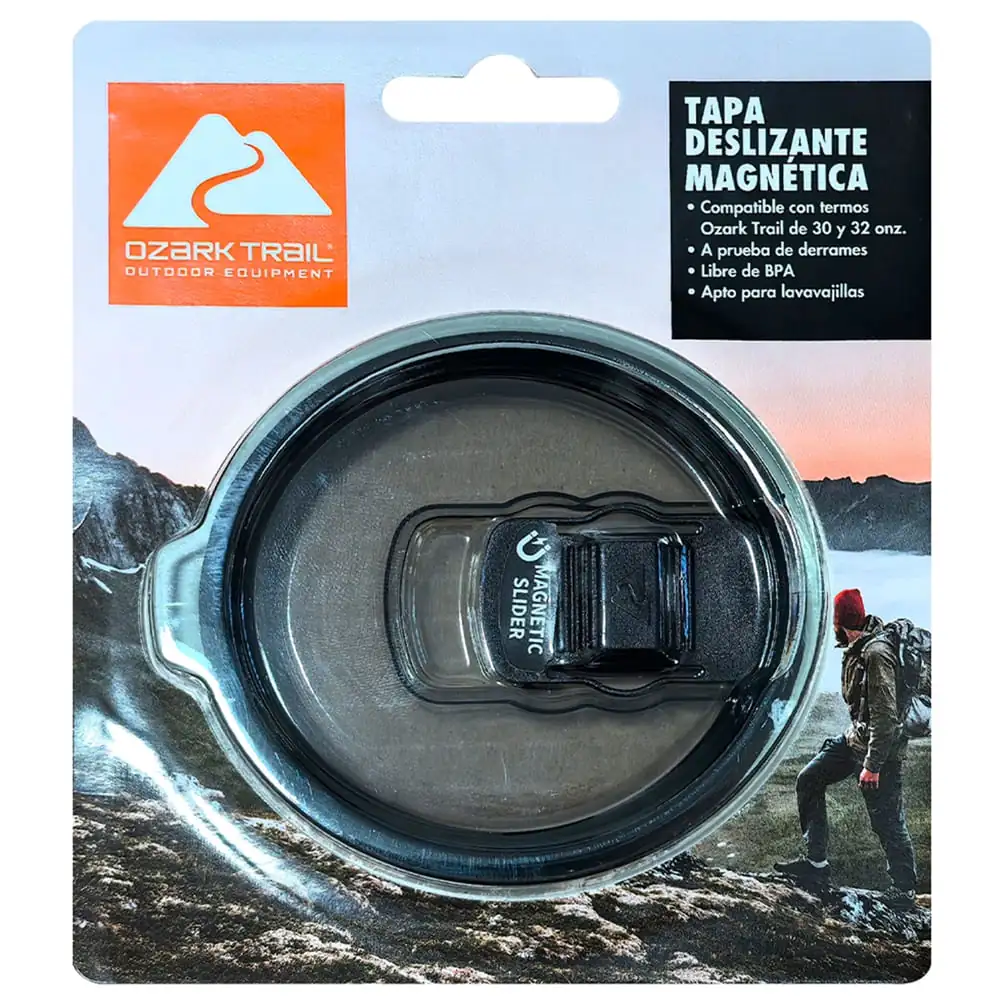 OZARK TRAIL®
OUTDOOR EQUIPMENT
TAPA
DESLIZANTE
MAGNÉTICA
• Compatible con termos
Ozark Trail de 30 y 32 onz.
• A prueba de derrames
• Libre de BPA
• Apto para lavavajillas
MAGNETIC
SLIDER